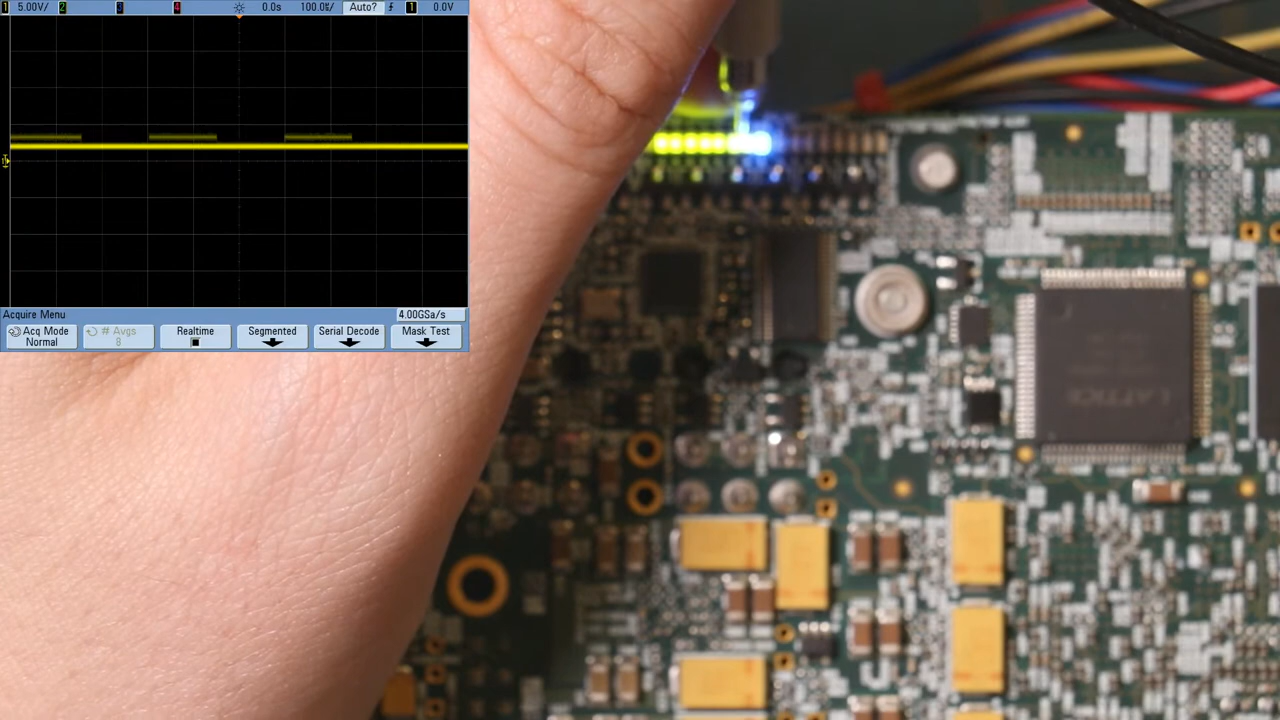 1 5.00V/ 2 3 4 0.0s 100.0%/ Auto? 1 0.0V
Acquire Menu 4.00GSa/s
Acq Mode # Avgs Realtime Segmented Serial Decode Mask Test
Normal 8
LATTICE